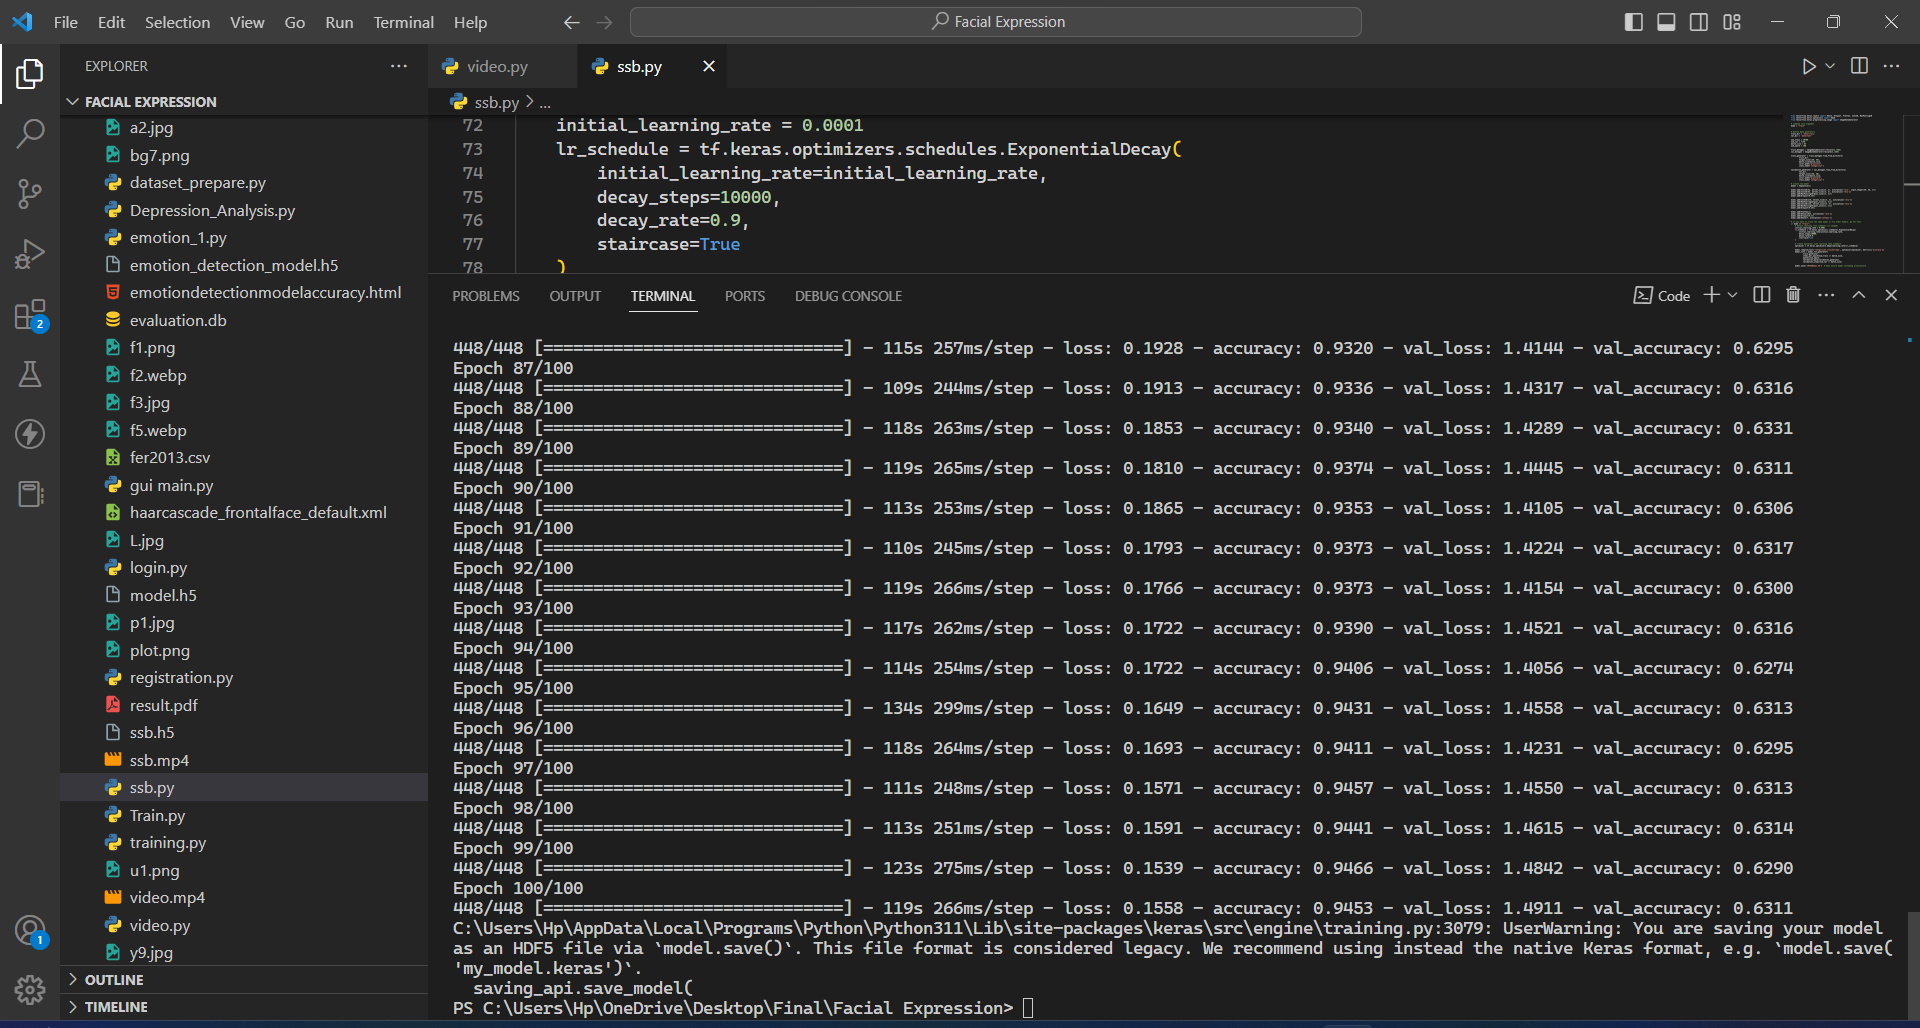 File Edit Selection View Go Run Terminal Help
Facial Expression
EXPLORER
FACIAL EXPRESSION
a2.jpg
bg7.png
dataset_prepare.py
Depression_Analysis.py
emotion_1.py
emotion_detection_model.h5
emotiondetectionmodelaccuracy.html
evaluation.db
f1.png
f2.webp
f3.jpg
f5.webp
fer2013.csv
gui main.py
haarcascade_frontalface_default.xml
L.jpg
login.py
model.h5
p1.jpg
plot.png
registration.py
result.pdf
ssb.h5
ssb.mp4
ssb.py
Train.py
training.py
u1.png
video.mp4
video.py
y9.jpg
OUTLINE
TIMELINE
2
1
video.py
ssb.py
ssb.py > ...
72 initial_learning_rate = 0.0001
73 lr_schedule = tf.keras.optimizers.schedules.ExponentialDecay(
74 initial_learning_rate=initial_learning_rate,
75 decay_steps=10000,
76 decay_rate=0.9,
77 staircase=True
78 )
PROBLEMS OUTPUT TERMINAL PORTS DEBUG CONSOLE
Code
448/448 [==============================] - 115s 257ms/step - loss: 0.1928 - accuracy: 0.9320 - val_loss: 1.4144 - val_accuracy: 0.6295
Epoch 87/100
448/448 [==============================] - 109s 244ms/step - loss: 0.1913 - accuracy: 0.9336 - val_loss: 1.4317 - val_accuracy: 0.6316
Epoch 88/100
448/448 [==============================] - 118s 263ms/step - loss: 0.1853 - accuracy: 0.9340 - val_loss: 1.4289 - val_accuracy: 0.6331
Epoch 89/100
448/448 [==============================] - 119s 265ms/step - loss: 0.1810 - accuracy: 0.9374 - val_loss: 1.4445 - val_accuracy: 0.6311
Epoch 90/100
448/448 [==============================] - 113s 253ms/step - loss: 0.1865 - accuracy: 0.9353 - val_loss: 1.4105 - val_accuracy: 0.6306
Epoch 91/100
448/448 [==============================] - 110s 245ms/step - loss: 0.1793 - accuracy: 0.9373 - val_loss: 1.4224 - val_accuracy: 0.6317
Epoch 92/100
448/448 [==============================] - 119s 266ms/step - loss: 0.1766 - accuracy: 0.9373 - val_loss: 1.4154 - val_accuracy: 0.6300
Epoch 93/100
448/448 [==============================] - 117s 262ms/step - loss: 0.1722 - accuracy: 0.9390 - val_loss: 1.4521 - val_accuracy: 0.6316
Epoch 94/100
448/448 [==============================] - 114s 254ms/step - loss: 0.1722 - accuracy: 0.9406 - val_loss: 1.4056 - val_accuracy: 0.6274
Epoch 95/100
448/448 [==============================] - 134s 299ms/step - loss: 0.1649 - accuracy: 0.9431 - val_loss: 1.4558 - val_accuracy: 0.6313
Epoch 96/100
448/448 [==============================] - 118s 264ms/step - loss: 0.1693 - accuracy: 0.9411 - val_loss: 1.4231 - val_accuracy: 0.6295
Epoch 97/100
448/448 [==============================] - 111s 248ms/step - loss: 0.1571 - accuracy: 0.9457 - val_loss: 1.4550 - val_accuracy: 0.6313
Epoch 98/100
448/448 [==============================] - 113s 251ms/step - loss: 0.1591 - accuracy: 0.9441 - val_loss: 1.4615 - val_accuracy: 0.6314
Epoch 99/100
448/448 [==============================] - 123s 275ms/step - loss: 0.1539 - accuracy: 0.9466 - val_loss: 1.4842 - val_accuracy: 0.6290
Epoch 100/100
448/448 [==============================] - 119s 266ms/step - loss: 0.1558 - accuracy: 0.9453 - val_loss: 1.4911 - val_accuracy: 0.6311
C:\Users\Hp\AppData\Local\Programs\Python\Python311\Lib\site-packages\keras\src\engine\training.py:3079: UserWarning: You are saving your model
as an HDF5 file via `model.save()`. This file format is considered legacy. We recommend using instead the native Keras format, e.g. `model.save(
'my_model.keras')`.
saving_api.save_model(
PS C:\Users\Hp\OneDrive\Desktop\Final\Facial Expression>